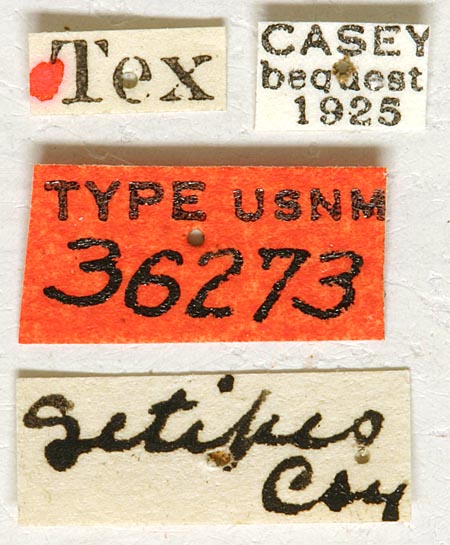 Tex
CASEY
bequest
1925
TYPE USNM
36273
setipes
Csy